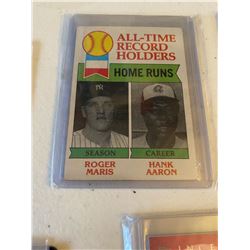 ALL-TIME
RECORD
HOLDERS
HOME RUNS
SEASON
CAREER
ROGER
MARIS
HANK
AARON